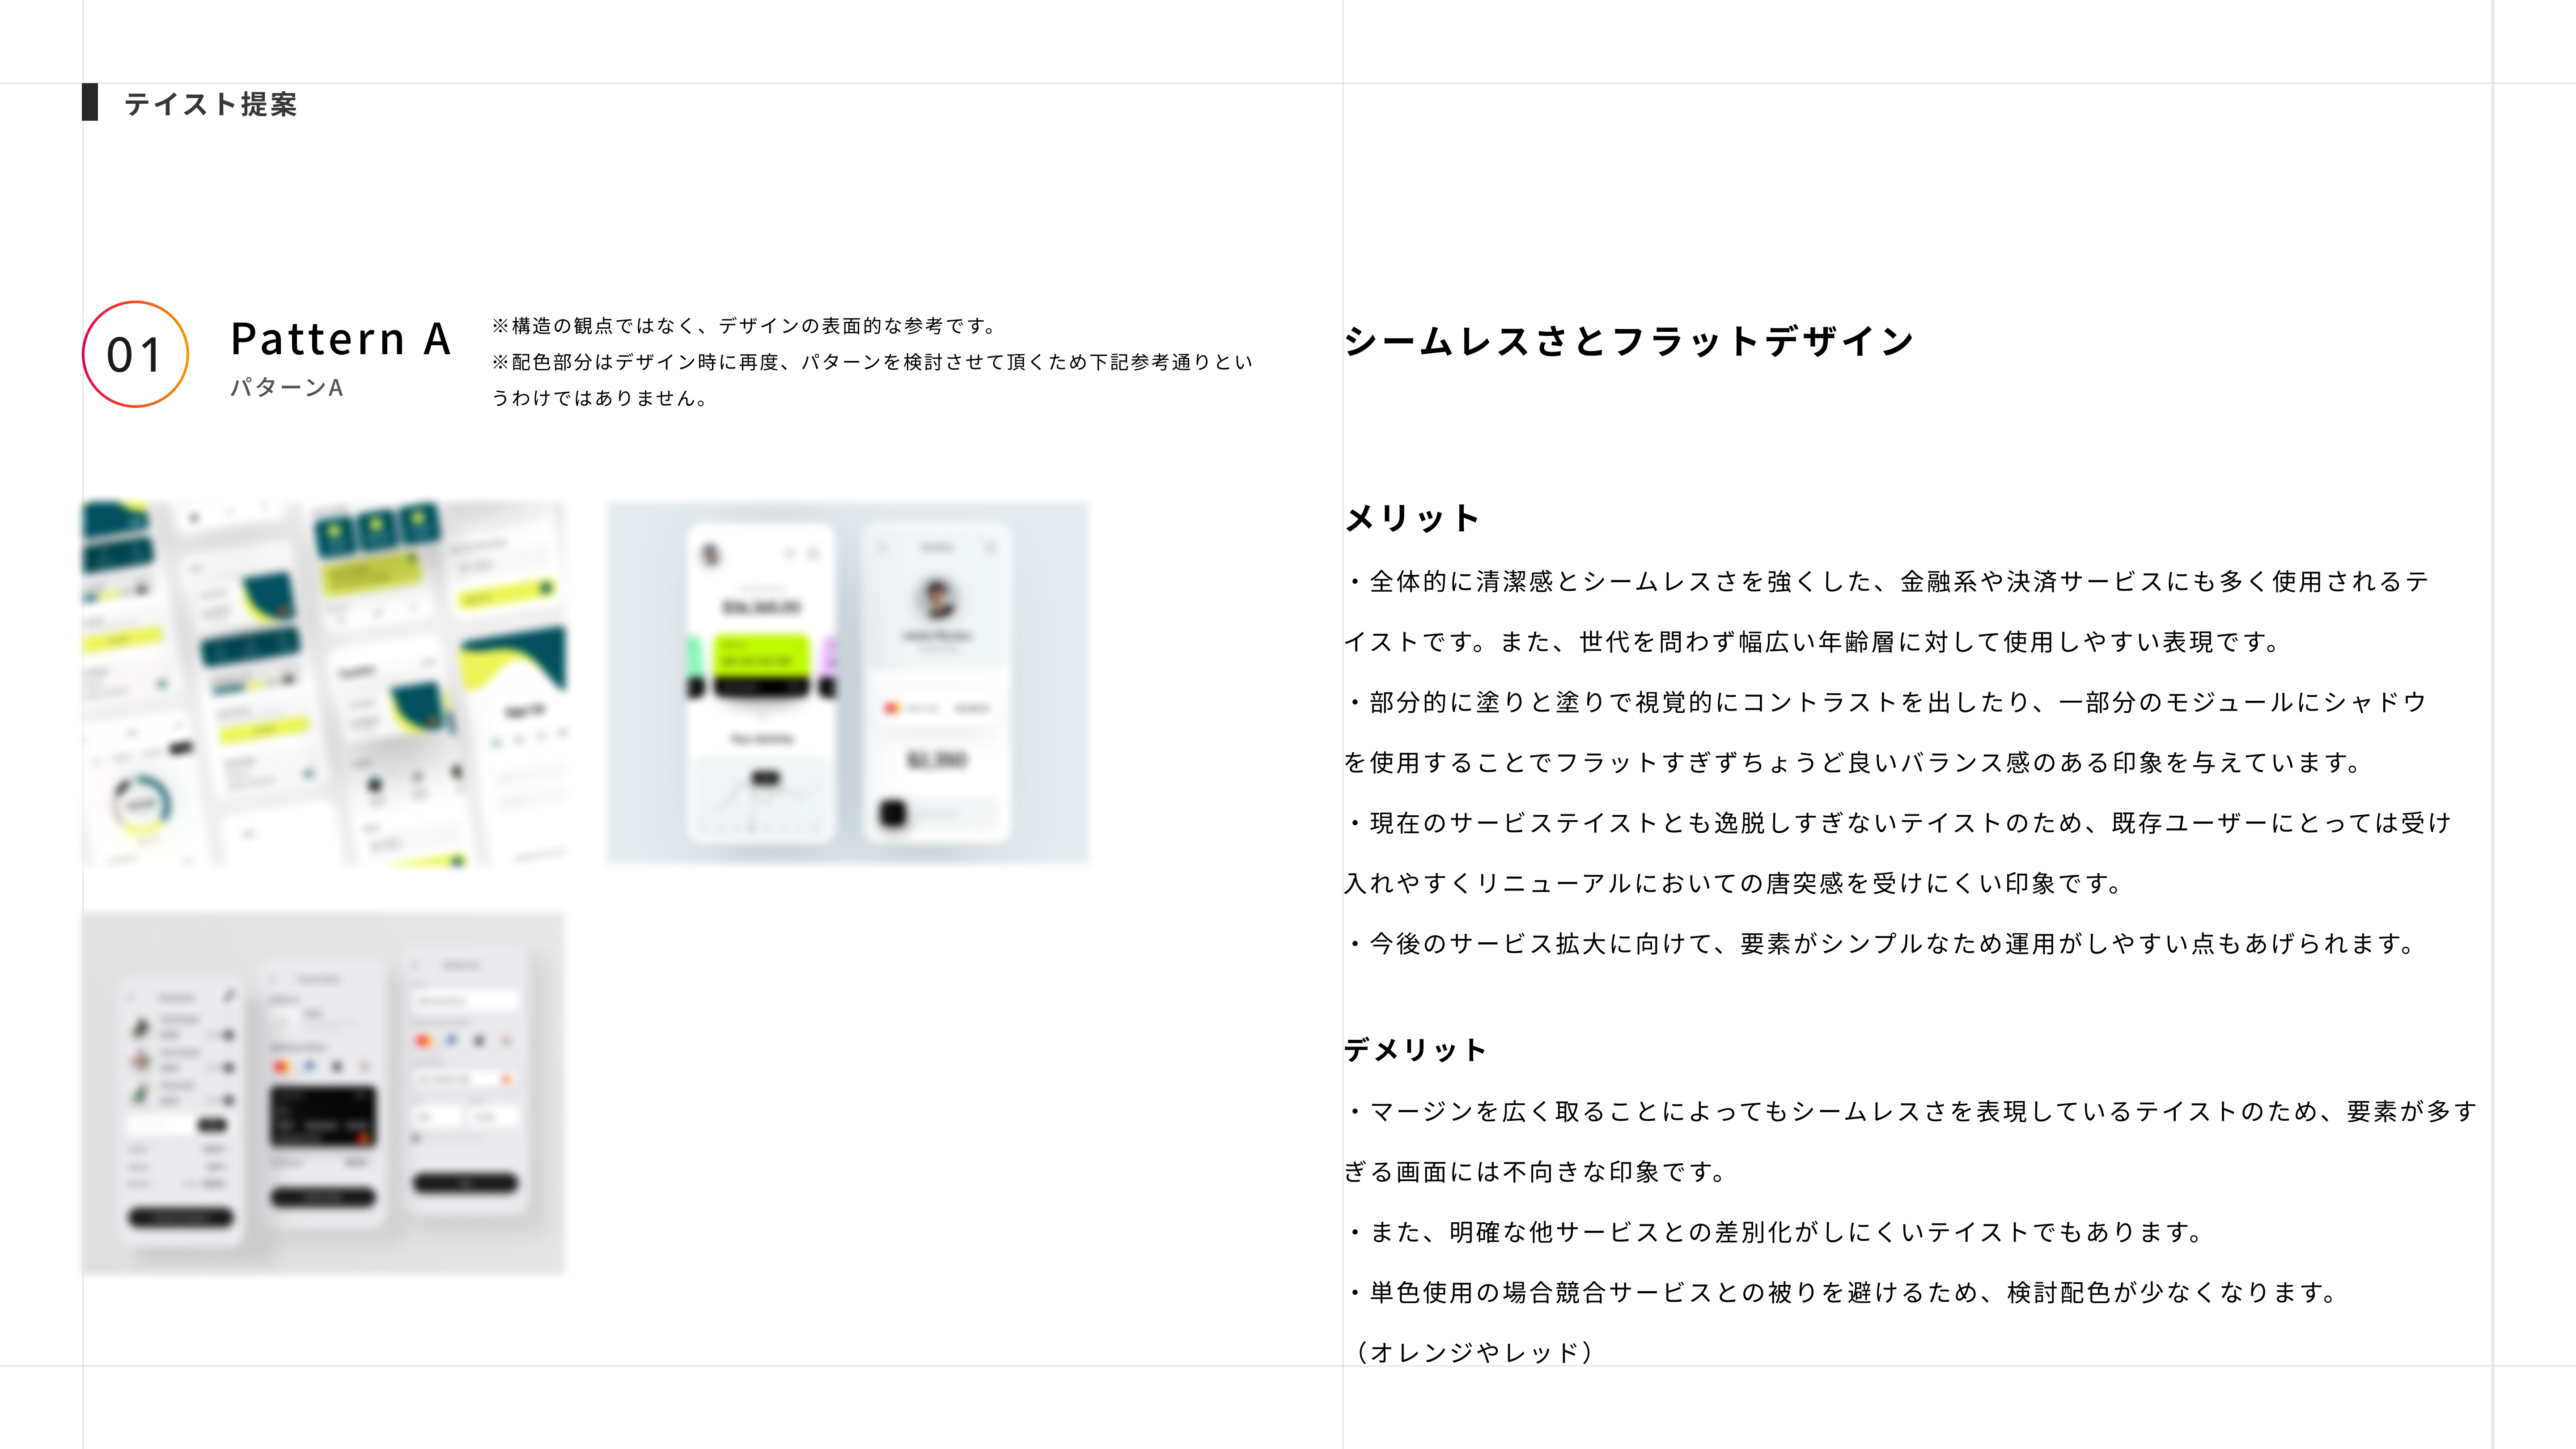 テイスト提案
01
Pattern A
パターンA
※構造の観点ではなく、デザインの表面的な参考です。
※配色部分はデザイン時に再度、パターンを検討させて頂くため下記参考通りとい
うわけではありません。
シームレスさとフラットデザイン
メリット
・全体的に清潔感とシームレスさを強くした、金融系や決済サービスにも多く使用されるテ
イストです。また、世代を問わず幅広い年齢層に対して使用しやすい表現です。
・部分的に塗りと塗りで視覚的にコントラストを出したり、一部分のモジュールにシャドウ
を使用することでフラットすぎずちょうど良いバランス感のある印象を与えています。
・現在のサービステイストとも逸脱しすぎないテイストのため、既存ユーザーにとっては受け
入れやすくリニューアルにおいての唐突感を受けにくい印象です。
・今後のサービス拡大に向けて、要素がシンプルなため運用がしやすい点もあげられます。
デメリット
・マージンを広く取ることによってもシームレスさを表現しているテイストのため、要素が多す
ぎる画面には不向きな印象です。
・また、明確な他サービスとの差別化がしにくいテイストでもあります。
・単色使用の場合競合サービスとの被りを避けるため、検討配色が少なくなります。
（オレンジやレッド）